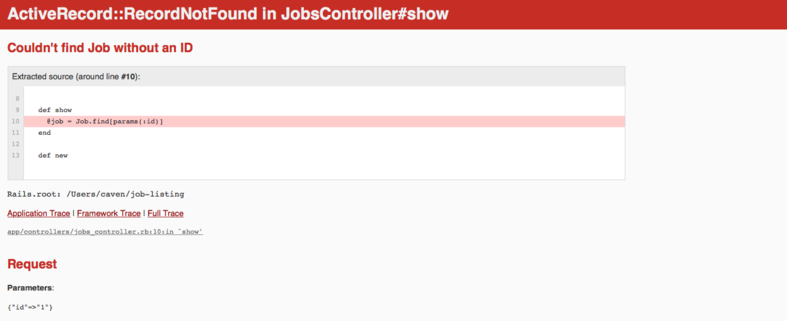 ActiveRecord::RecordNotFound in JobsController#show
Couldn't find Job without an ID
Extracted source (around line #10):
8
9 def show
10 @job = Job.find[params(:id)]
11 end
12
13 def new
Rails.root: /Users/caven/job-listing
Application Trace | Framework Trace | Full Trace
app/controllers/jobs_controller.rb:10:in `show'
Request
Parameters:
{"id"=>"1"}